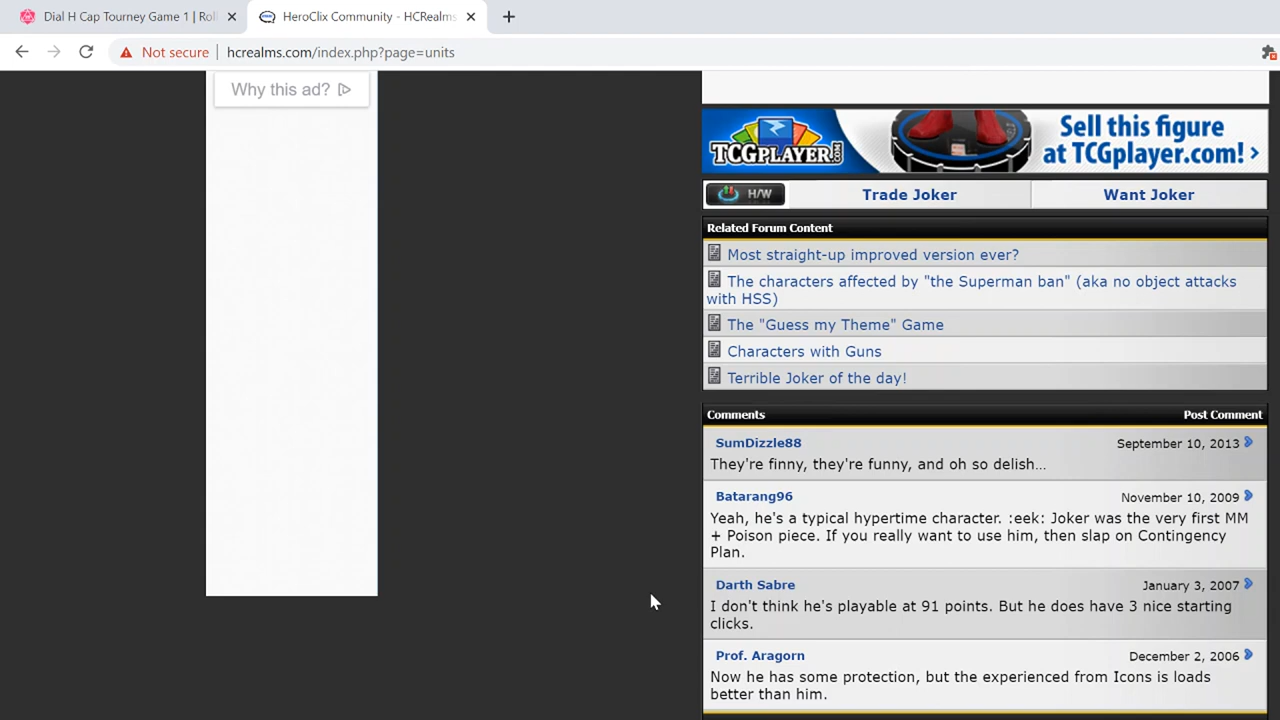 Dial H Cap Tourney Game 1 | Roll
HeroClix Community - HCRealms
Not secure
hcrealms.com/index.php?page=units
Why this ad?
TCGPLAYER.COM
Sell this figure
at TCGplayer.com! >
H/W
Trade Joker
Want Joker
Related Forum Content
Most straight-up improved version ever?
The characters affected by "the Superman ban" (aka no object attacks
with HSS)
The "Guess my Theme" Game
Characters with Guns
Terrible Joker of the day!
Comments
Post Comment
SumDizzle88
September 10, 2013
They're finny, they're funny, and oh so delish...
Batarang96
November 10, 2009
Yeah, he's a typical hypertime character. :eek: Joker was the very first MM
+ Poison piece. If you really want to use him, then slap on Contingency
Plan.
Darth Sabre
January 3, 2007
I don't think he's playable at 91 points. But he does have 3 nice starting
clicks.
Prof. Aragorn
December 2, 2006
Now he has some protection, but the experienced from Icons is loads
better than him.